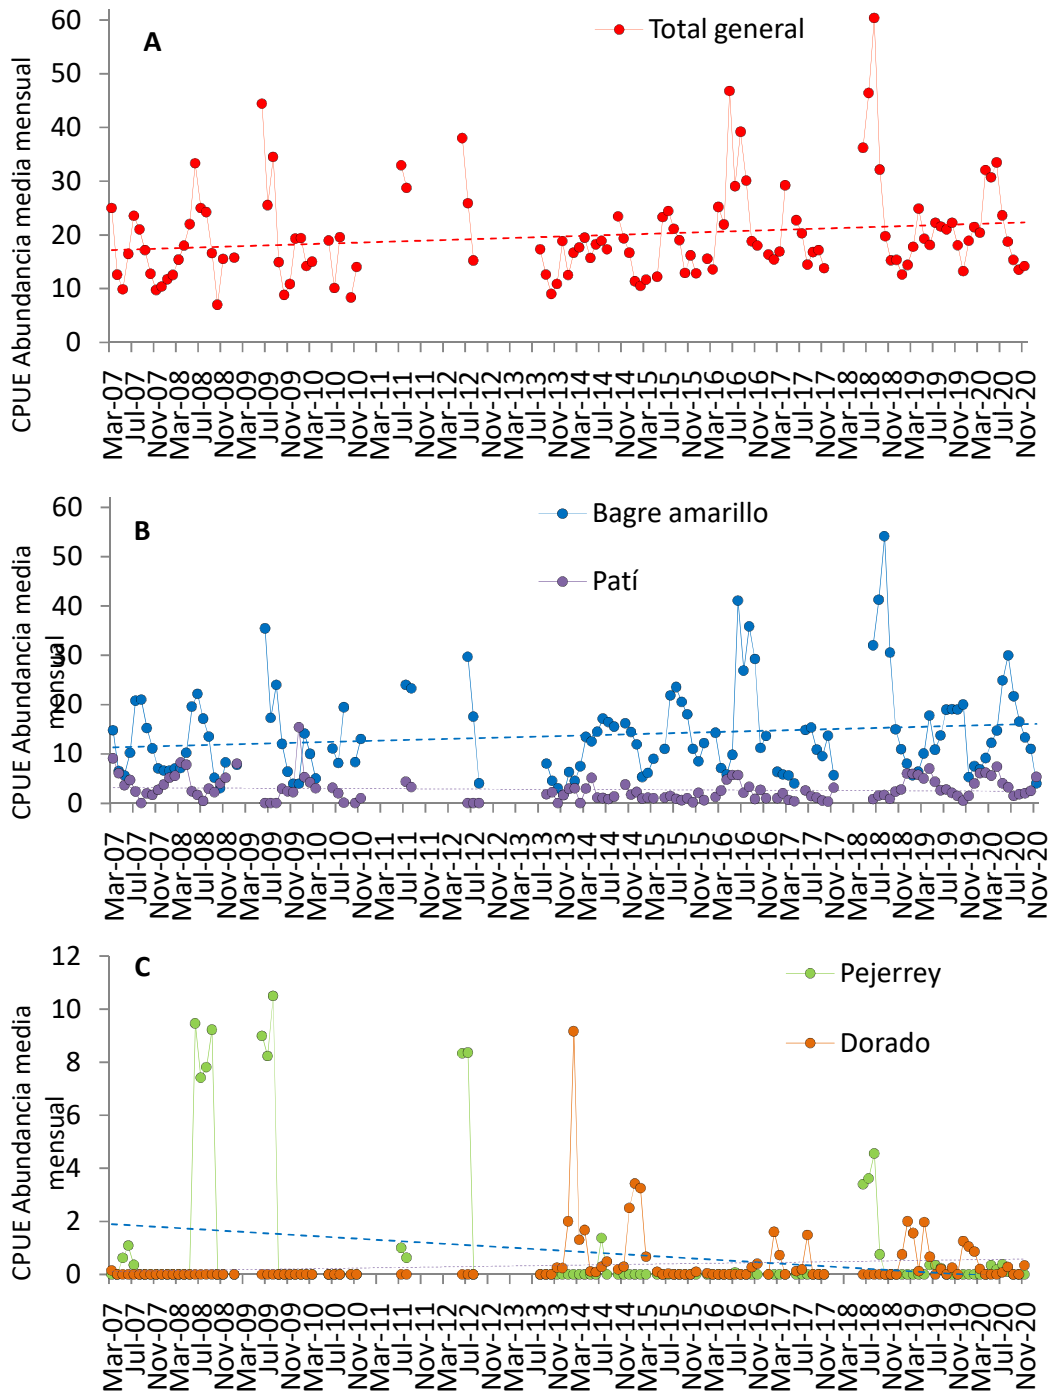 A
Total general
CPUE Abundancia media mensual
60
50
40
30
20
10
0
Mar-07
Jul-07
Nov-07
Mar-08
Jul-08
Nov-08
Mar-09
Jul-09
Nov-09
Mar-10
Jul-10
Nov-10
Mar-11
Jul-11
Nov-11
Mar-12
Jul-12
Nov-12
Mar-13
Jul-13
Nov-13
Mar-14
Jul-14
Nov-14
Mar-15
Jul-15
Nov-15
Mar-16
Jul-16
Nov-16
Mar-17
Jul-17
Nov-17
Mar-18
Jul-18
Nov-18
Mar-19
Jul-19
Nov-19
Mar-20
Jul-20
Nov-20
B
Bagre amarillo
Patí
CPUE Abundancia media
mensual
60
50
40
30
20
10
0
Mar-07
Jul-07
Nov-07
Mar-08
Jul-08
Nov-08
Mar-09
Jul-09
Nov-09
Mar-10
Jul-10
Nov-10
Mar-11
Jul-11
Nov-11
Mar-12
Jul-12
Nov-12
Mar-13
Jul-13
Nov-13
Mar-14
Jul-14
Nov-14
Mar-15
Jul-15
Nov-15
Mar-16
Jul-16
Nov-16
Mar-17
Jul-17
Nov-17
Mar-18
Jul-18
Nov-18
Mar-19
Jul-19
Nov-19
Mar-20
Jul-20
Nov-20
C
Pejerrey
Dorado
CPUE Abundancia media
mensual
12
10
8
6
4
2
0
Mar-07
Jul-07
Nov-07
Mar-08
Jul-08
Nov-08
Mar-09
Jul-09
Nov-09
Mar-10
Jul-10
Nov-10
Mar-11
Jul-11
Nov-11
Mar-12
Jul-12
Nov-12
Mar-13
Jul-13
Nov-13
Mar-14
Jul-14
Nov-14
Mar-15
Jul-15
Nov-15
Mar-16
Jul-16
Nov-16
Mar-17
Jul-17
Nov-17
Mar-18
Jul-18
Nov-18
Mar-19
Jul-19
Nov-19
Mar-20
Jul-20
Nov-20